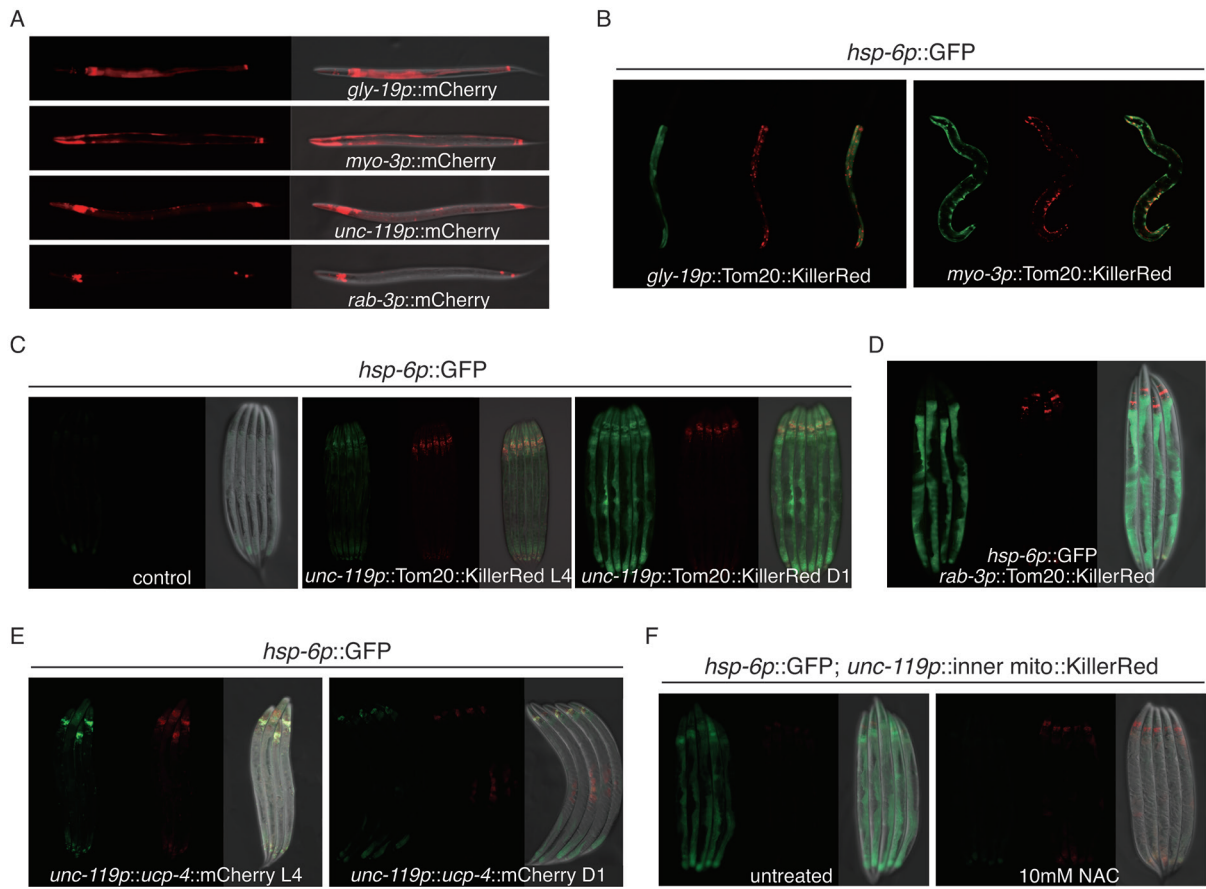 A
gly-19p::mCherry
myo-3p::mCherry
unc-119p::mCherry
rab-3p::mCherry
B
hsp-6p::GFP
gly-19p::Tom20::KillerRed
myo-3p::Tom20::KillerRed
C
hsp-6p::GFP
control
unc-119p::Tom20::KillerRed L4
unc-119p::Tom20::KillerRed D1
D
hsp-6p::GFP
rab-3p::Tom20::KillerRed
E
hsp-6p::GFP
unc-119p::ucp-4::mCherry L4
unc-119p::ucp-4::mCherry D1
F
hsp-6p::GFP; unc-119p::inner mito::KillerRed
untreated
10mM NAC